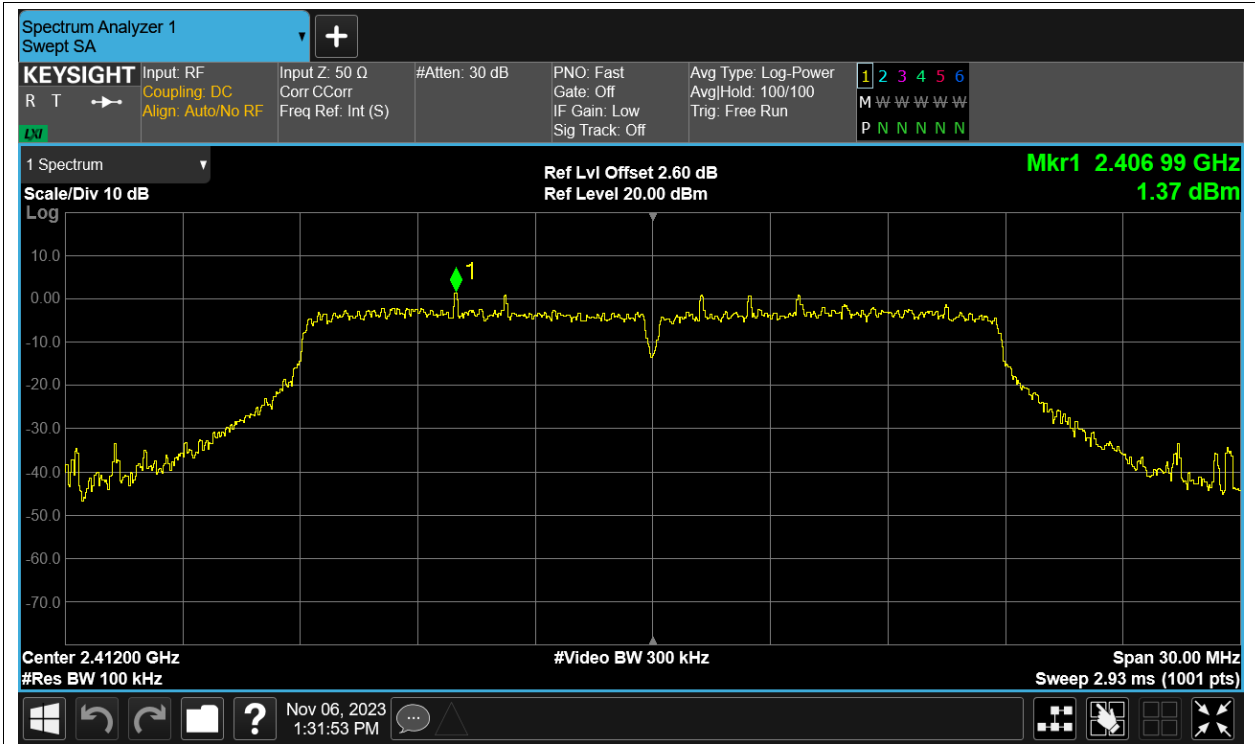 Spectrum Analyzer 1
Swept SA
KEYSIGHT
R T
LXI
Input: RF
Coupling: DC
Align: Auto/No RF
Input Z: 50 Ω
Corr CCorr
Freq Ref: Int (S)
#Atten: 30 dB
PNO: Fast
Gate: Off
IF Gain: Low
Sig Track: Off
Avg Type: Log-Power
Avg|Hold: 100/100
Trig: Free Run
1 2 3 4 5 6
M W W W W W
P N N N N N
1 Spectrum
Scale/Div 10 dB
Log
Ref Lvl Offset 2.60 dB
Ref Level 20.00 dBm
Mkr1 2.406 99 GHz
1.37 dBm
1
10.0
0.00
-10.0
-20.0
-30.0
-40.0
-50.0
-60.0
-70.0
Center 2.41200 GHz
#Res BW 100 kHz
#Video BW 300 kHz
Span 30.00 MHz
Sweep 2.93 ms (1001 pts)
?
Nov 06, 2023
1:31:53 PM